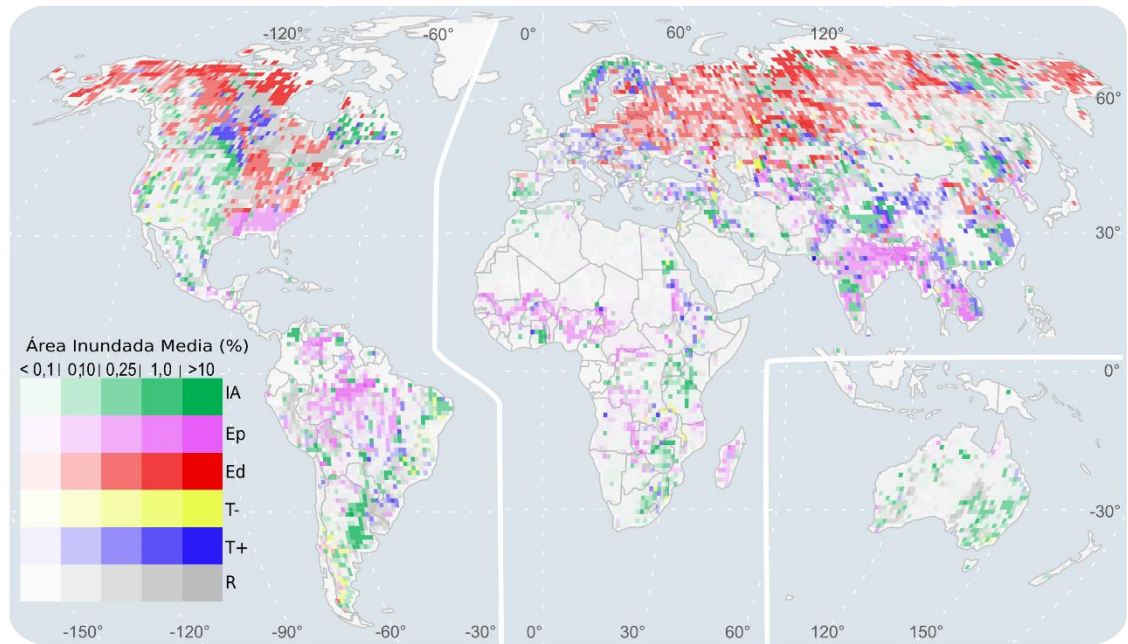 -120° -60° 0° 60° 120°
60°
30°
0°
-30°
Área Inundada Media (%)
< 0,1| 0,10 | 0,25 | 1,0 | >10
IA
Ep
Ed
T-
T+
R
-150° -120° -90° -60° -30° 0° 30° 60° 120° 150°